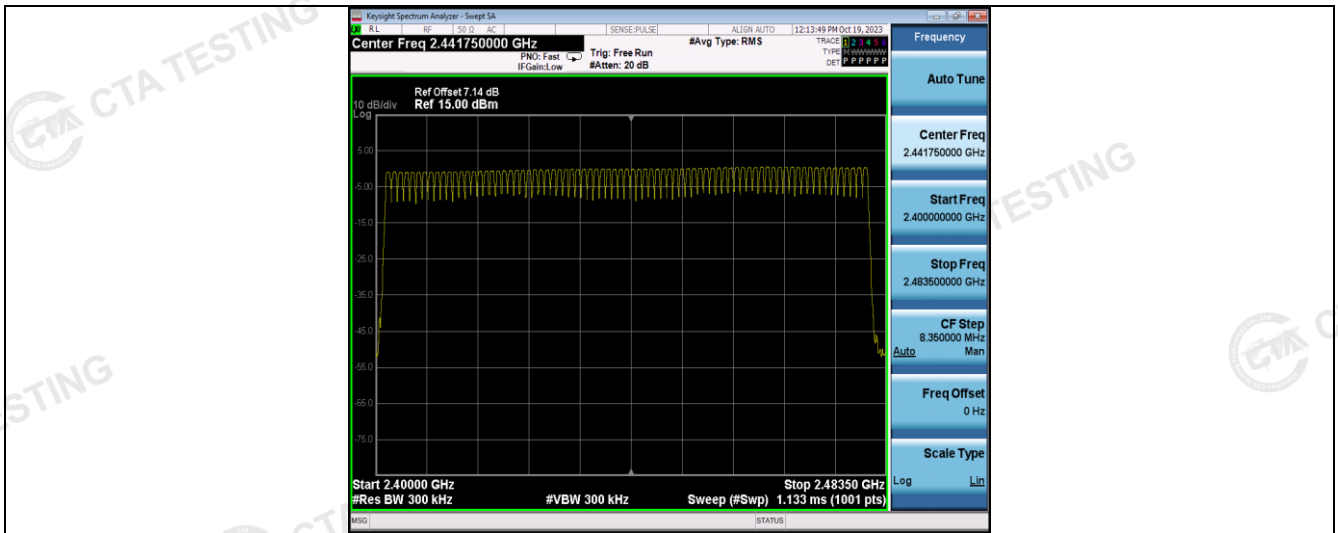 CTA TESTING
Keysight Spectrum Analyzer - Swept SA
RL RF 50 Ω AC SENSE:PULSE ALIGN AUTO 12:13:49 PM Oct 19, 2023
Center Freq 2.441750000 GHz
PNO: Fast
IFGain:Low
Trig: Free Run
#Atten: 20 dB
#Avg Type: RMS
TRACE 1 2 3 4 5 6
TYPE M WWWWW
DET P P P P P P
Ref Offset 7.14 dB
10 dB/div Ref 15.00 dBm
Log
5.00
-5.00
-15.0
-25.0
-35.0
-45.0
-55.0
-65.0
-75.0
Start 2.40000 GHz Stop 2.48350 GHz
#Res BW 300 kHz #VBW 300 kHz Sweep (#Swp) 1.133 ms (1001 pts)
MSG STATUS
Frequency
Auto Tune
Center Freq
2.441750000 GHz
Start Freq
2.400000000 GHz
Stop Freq
2.483500000 GHz
CF Step
8.350000 MHz
Auto Man
Freq Offset
0 Hz
Scale Type
Log Lin
TESTING
CTA
STING
CT